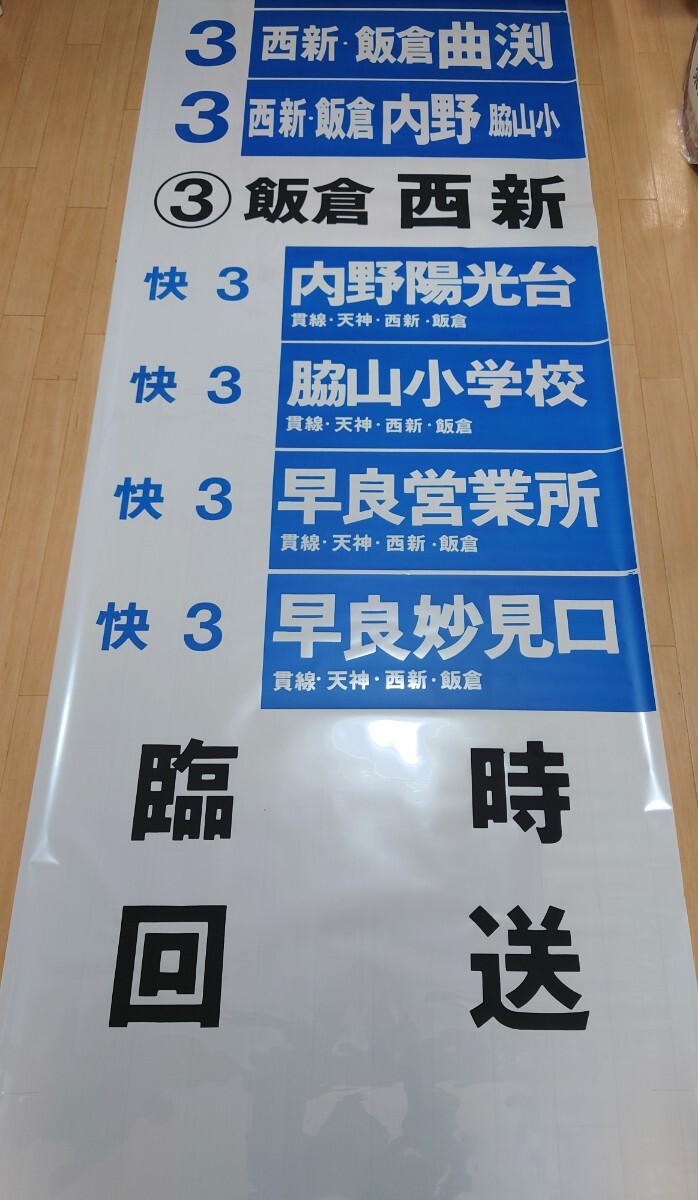 3 西新・飯倉曲渕
3 西新・飯倉 内野 脇山小
③飯倉 西新
快 3 内野陽光台
貫線・天神・西新・飯倉
快 3 脇山小学校
貫線・天神・西新・飯倉
快 3 早良営業所
貫線・天神・西新・飯倉
快 3 早良妙見口
貫線・天神・西新・飯倉
臨 時
回 送